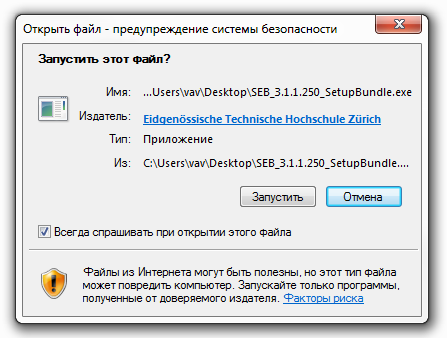 Открыть файл - предупреждение системы безопасности
Запустить этот файл?
Имя: ...Users\vav\Desktop\SEB_3.1.1.250_SetupBundle.exe
Издатель: Eidgenössische Technische Hochschule Zürich
Тип: Приложение
Из: C:\Users\vav\Desktop\SEB_3.1.1.250_SetupBundle....
Запустить Отмена
Всегда спрашивать при открытии этого файла
Файлы из Интернета могут быть полезны, но этот тип файла
может повредить компьютер. Запускайте только программы,
полученные от доверяемого издателя. Факторы риска